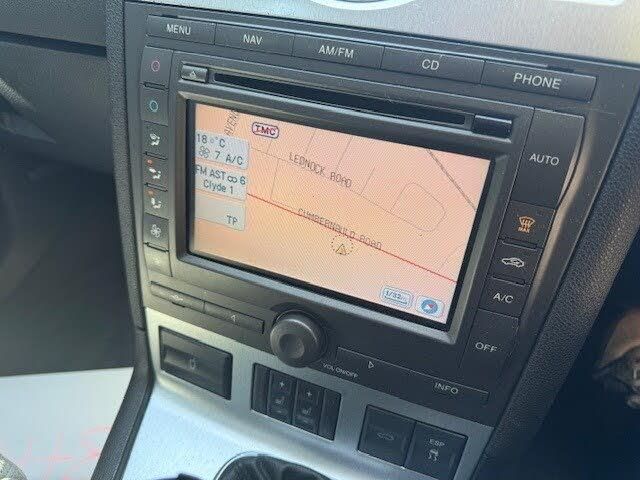 MENU
NAV
AM/FM
CD
PHONE
AUTO
MAX
A/C
OFF
AVEN
TMC
18 °C
7 A/C
FM AST 6
Clyde 1
TP
LEDNOCK ROAD
CUMBERNAULD ROAD
VOL ON/OFF
INFO
ESP